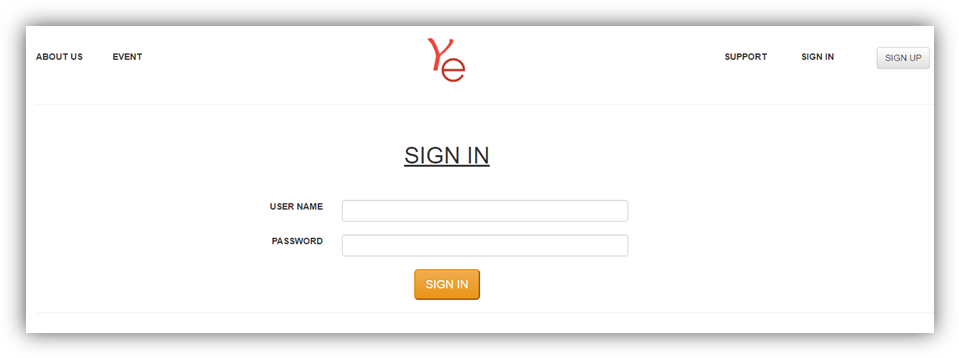 ABOUT US EVENT Ye SUPPORT SIGN IN SIGN UP
SIGN IN
USER NAME
PASSWORD
SIGN IN